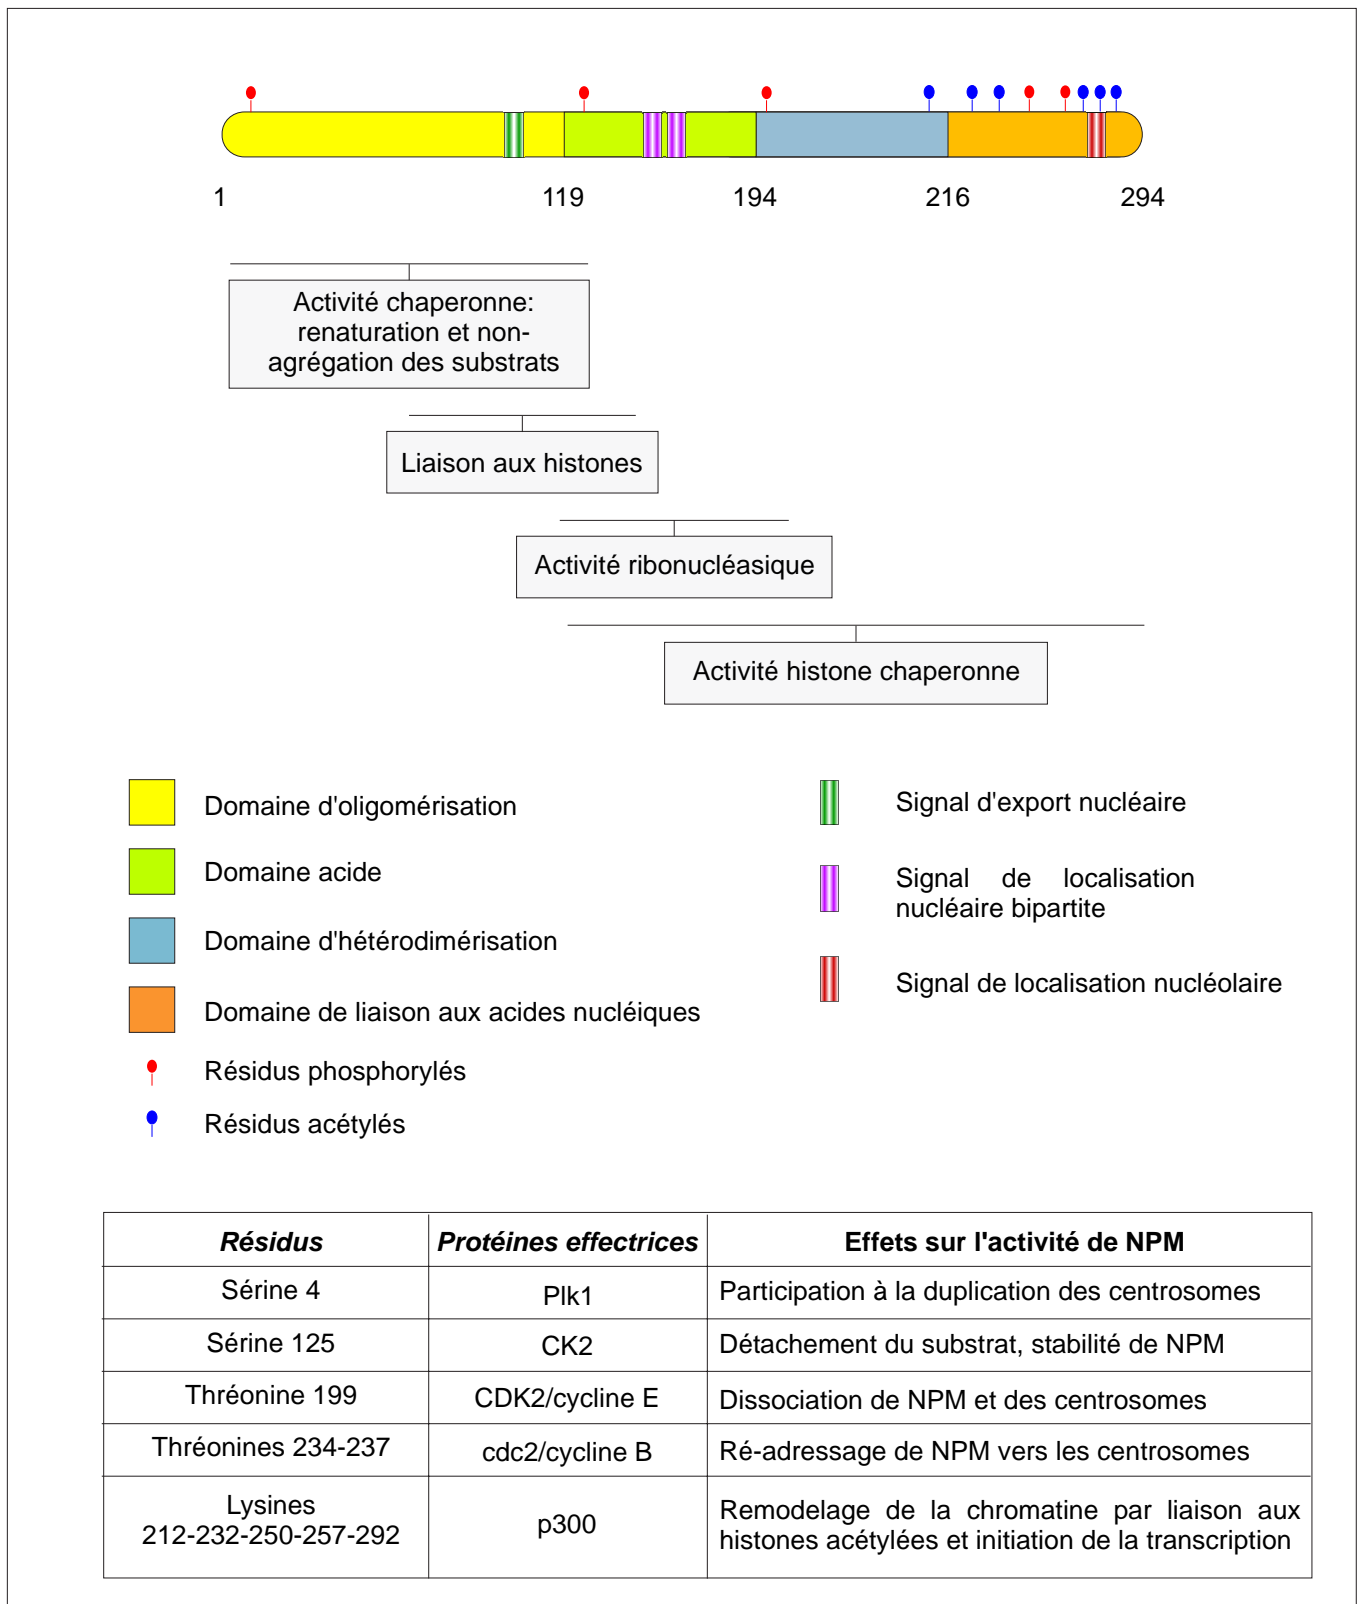 1 119 194 216 294
Activité chaperonne:
renaturation et non-
agrégation des substrats
Liaison aux histones
Activité ribonucléasique
Activité histone chaperonne
Domaine d'oligomérisation
Domaine acide
Domaine d'hétérodimérisation
Domaine de liaison aux acides nucléiques
Résidus phosphorylés
Résidus acétylés
Signal d'export nucléaire
Signal de localisation
nucléaire bipartite
Signal de localisation nucléolaire
Résidus Protéines effectrices Effets sur l'activité de NPM
Sérine 4 Plk1 Participation à la duplication des centrosomes
Sérine 125 CK2 Détachement du substrat, stabilité de NPM
Thréonine 199 CDK2/cycline E Dissociation de NPM et des centrosomes
Thréonines 234-237 cdc2/cycline B Ré-adressage de NPM vers les centrosomes
Lysines
212-232-250-257-292
p300
Remodelage de la chromatine par liaison aux
histones acétylées et initiation de la transcription